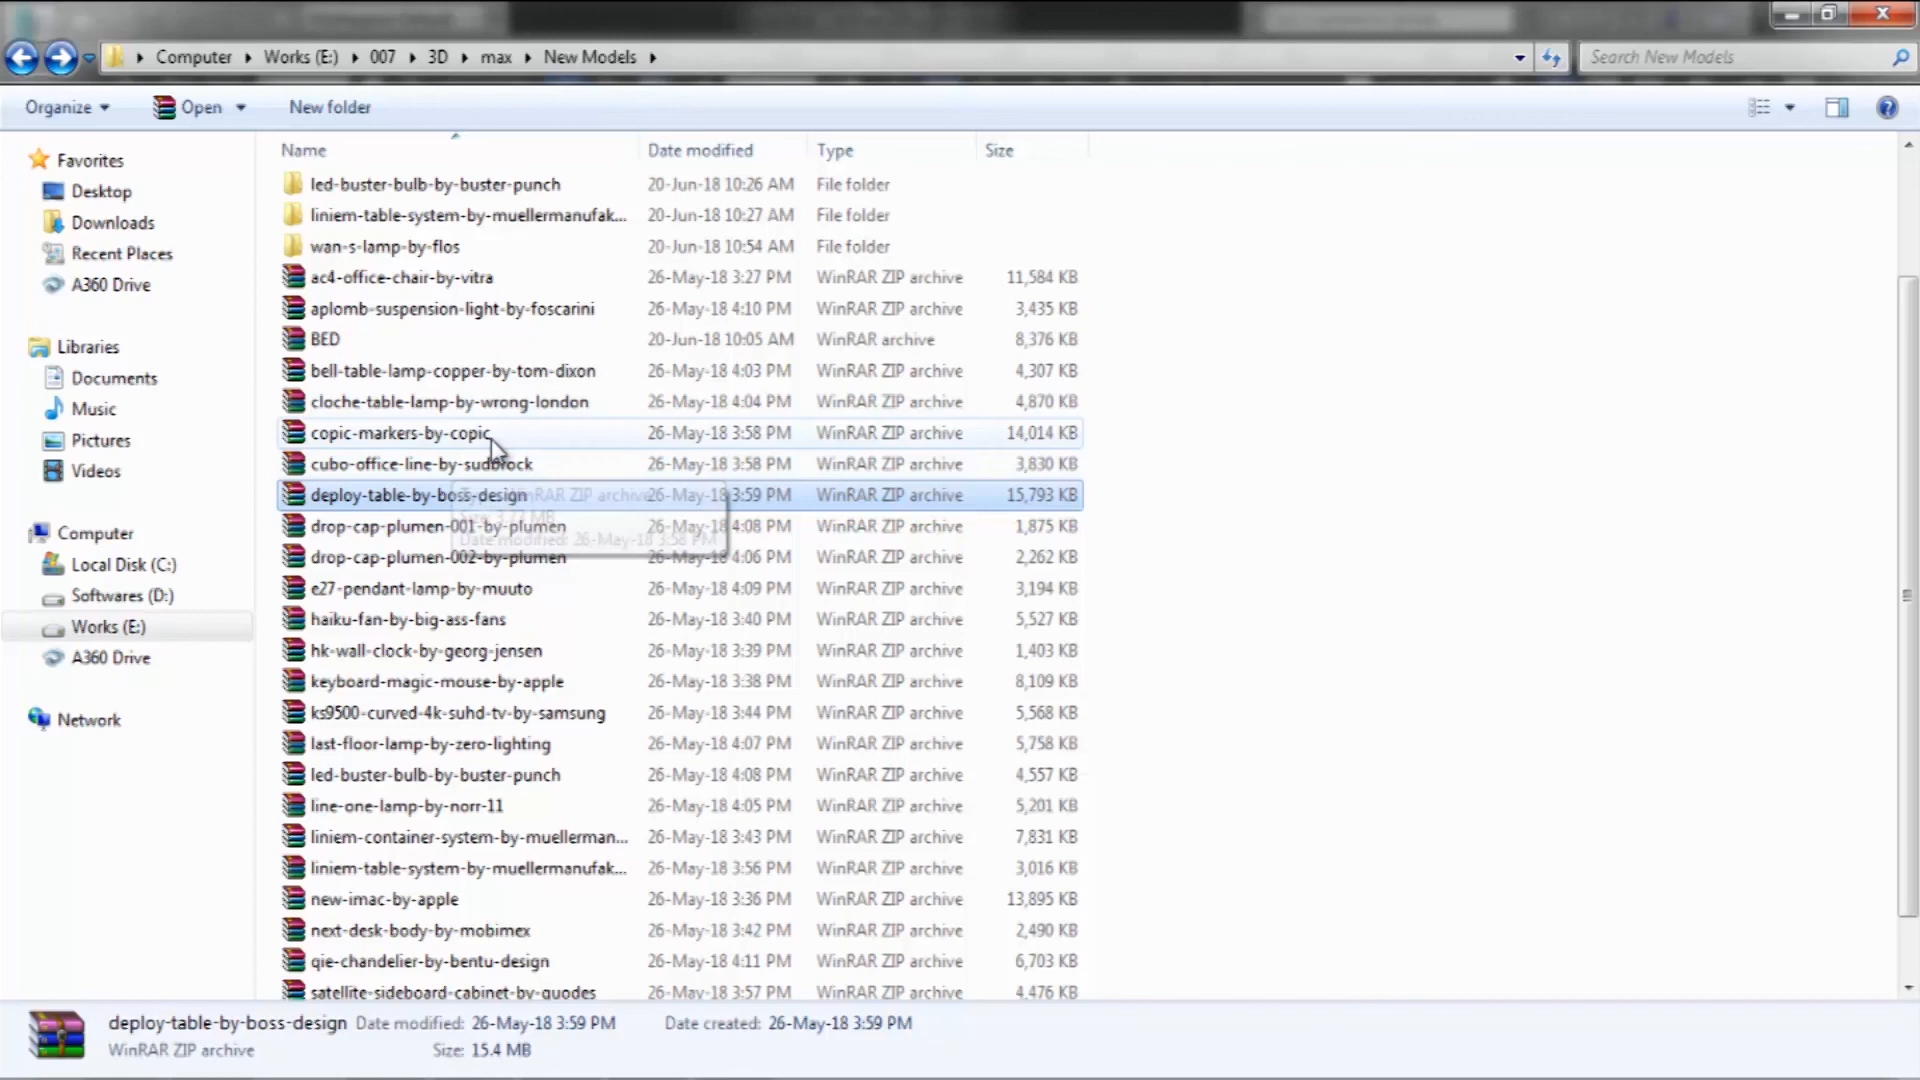 Computer Works (E:) 007 3D max New Models Search New Models
Organize Open New folder
Name Date modified Type Size
Favorites
Desktop
Downloads
Recent Places
A360 Drive
Libraries
Documents
Music
Pictures
Videos
Computer
Local Disk (C:)
Softwares (D:)
Works (E:)
A360 Drive
Network
led-buster-bulb-by-buster-punch 20-Jun-18 10:26 AM File folder
liniem-table-system-by-muellermanufak... 20-Jun-18 10:27 AM File folder
wan-s-lamp-by-flos 20-Jun-18 10:54 AM File folder
ac4-office-chair-by-vitra 26-May-18 3:27 PM WinRAR ZIP archive 11,584 KB
aplomb-suspension-light-by-foscarini 26-May-18 4:10 PM WinRAR ZIP archive 3,435 KB
BED 20-Jun-18 10:05 AM WinRAR archive 8,376 KB
bell-table-lamp-copper-by-tom-dixon 26-May-18 4:03 PM WinRAR ZIP archive 4,307 KB
cloche-table-lamp-by-wrong-london 26-May-18 4:04 PM WinRAR ZIP archive 4,870 KB
copic-markers-by-copic 26-May-18 3:58 PM WinRAR ZIP archive 14,014 KB
cubo-office-line-by-sudbrock 26-May-18 3:58 PM WinRAR ZIP archive 3,830 KB
deploy-table-by-boss-design 26-May-18 3:59 PM WinRAR ZIP archive 15,793 KB
drop-cap-plumen-001-by-plumen 4:08 PM WinRAR ZIP archive 1,875 KB
Date modified: 26-May-18 3:58 PM
drop-cap-plumen-002-by-plumen 26-May-18 4:06 PM WinRAR ZIP archive 2,262 KB
e27-pendant-lamp-by-muuto 26-May-18 4:09 PM WinRAR ZIP archive 3,194 KB
haiku-fan-by-big-ass-fans 26-May-18 3:40 PM WinRAR ZIP archive 5,527 KB
hk-wall-clock-by-georg-jensen 26-May-18 3:39 PM WinRAR ZIP archive 1,403 KB
keyboard-magic-mouse-by-apple 26-May-18 3:38 PM WinRAR ZIP archive 8,109 KB
ks9500-curved-4k-suhd-tv-by-samsung 26-May-18 3:44 PM WinRAR ZIP archive 5,568 KB
last-floor-lamp-by-zero-lighting 26-May-18 4:07 PM WinRAR ZIP archive 5,758 KB
led-buster-bulb-by-buster-punch 26-May-18 4:08 PM WinRAR ZIP archive 4,557 KB
line-one-lamp-by-norr-11 26-May-18 4:05 PM WinRAR ZIP archive 5,201 KB
liniem-container-system-by-muellerman... 26-May-18 3:43 PM WinRAR ZIP archive 7,831 KB
liniem-table-system-by-muellermanufak... 26-May-18 3:56 PM WinRAR ZIP archive 3,016 KB
new-imac-by-apple 26-May-18 3:36 PM WinRAR ZIP archive 13,895 KB
next-desk-body-by-mobimex 26-May-18 3:42 PM WinRAR ZIP archive 2,490 KB
qie-chandelier-by-bentu-design 26-May-18 4:11 PM WinRAR ZIP archive 6,703 KB
satellite-sideboard-cabinet-by-quodes 26-May-18 3:57 PM WinRAR ZIP archive 4,476 KB
deploy-table-by-boss-design Date modified: 26-May-18 3:59 PM Date created: 26-May-18 3:59 PM
WinRAR ZIP archive Size: 15.4 MB